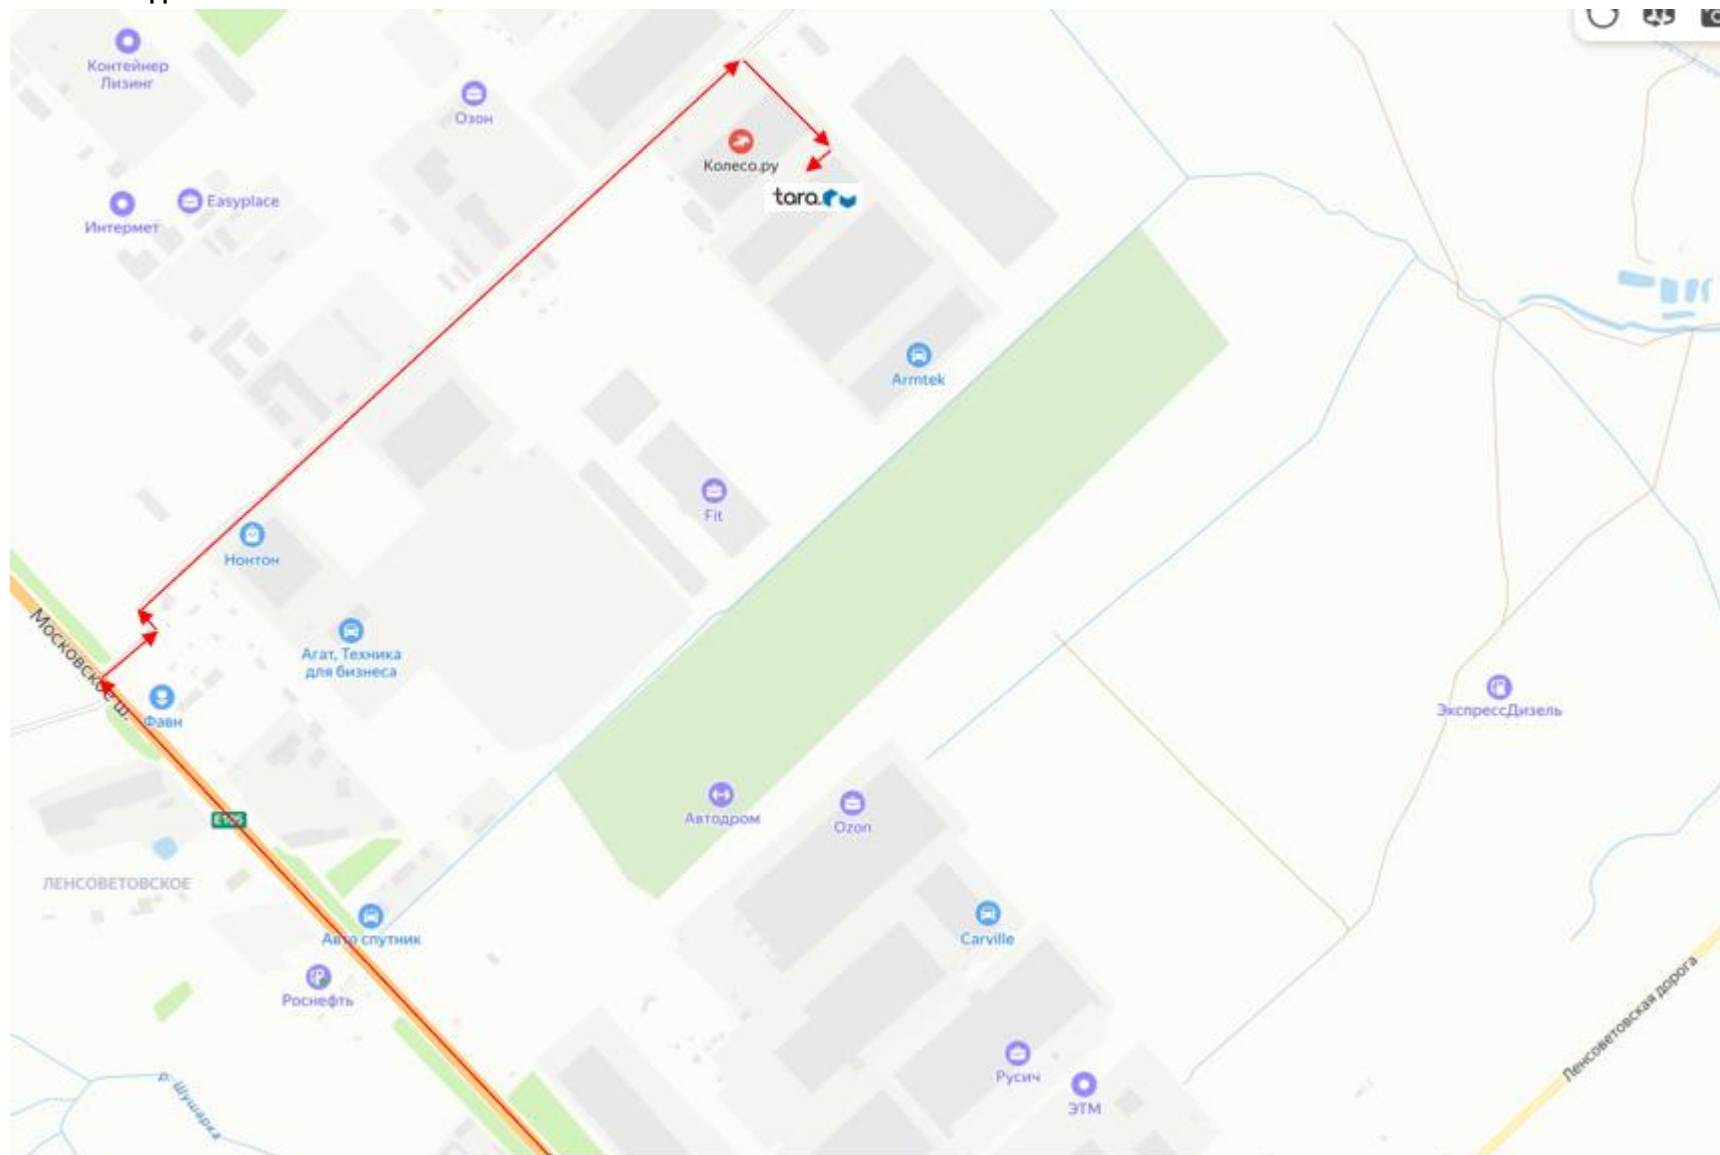 Контейнер
Лизинг
Озон
Колесо.ру
tara.ru
Easyplace
Интермет
Armtek
Fit
Нонтон
Московское ш.
Агат, Техника
для бизнеса
Фавн
ЭкспрессДизель
Автодром
Ozon
E105
ЛЕНСОВЕТОВСКОЕ
Авто спутник
Carville
Роснефть
Ленсоветовская дорога
Русич
ЭТМ
р. Шушарка